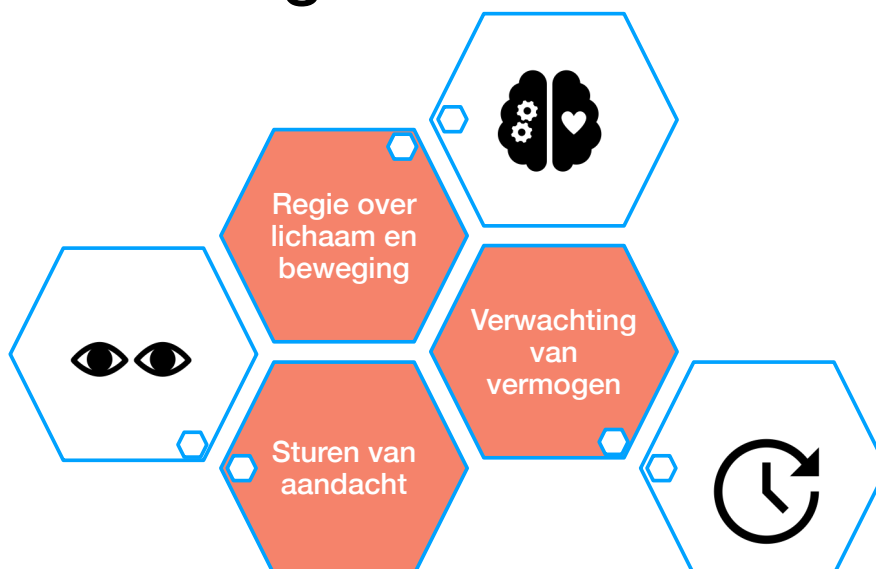 Regie over
lichaam en
beweging
Verwachting
van
vermogen
Sturen van
aandacht